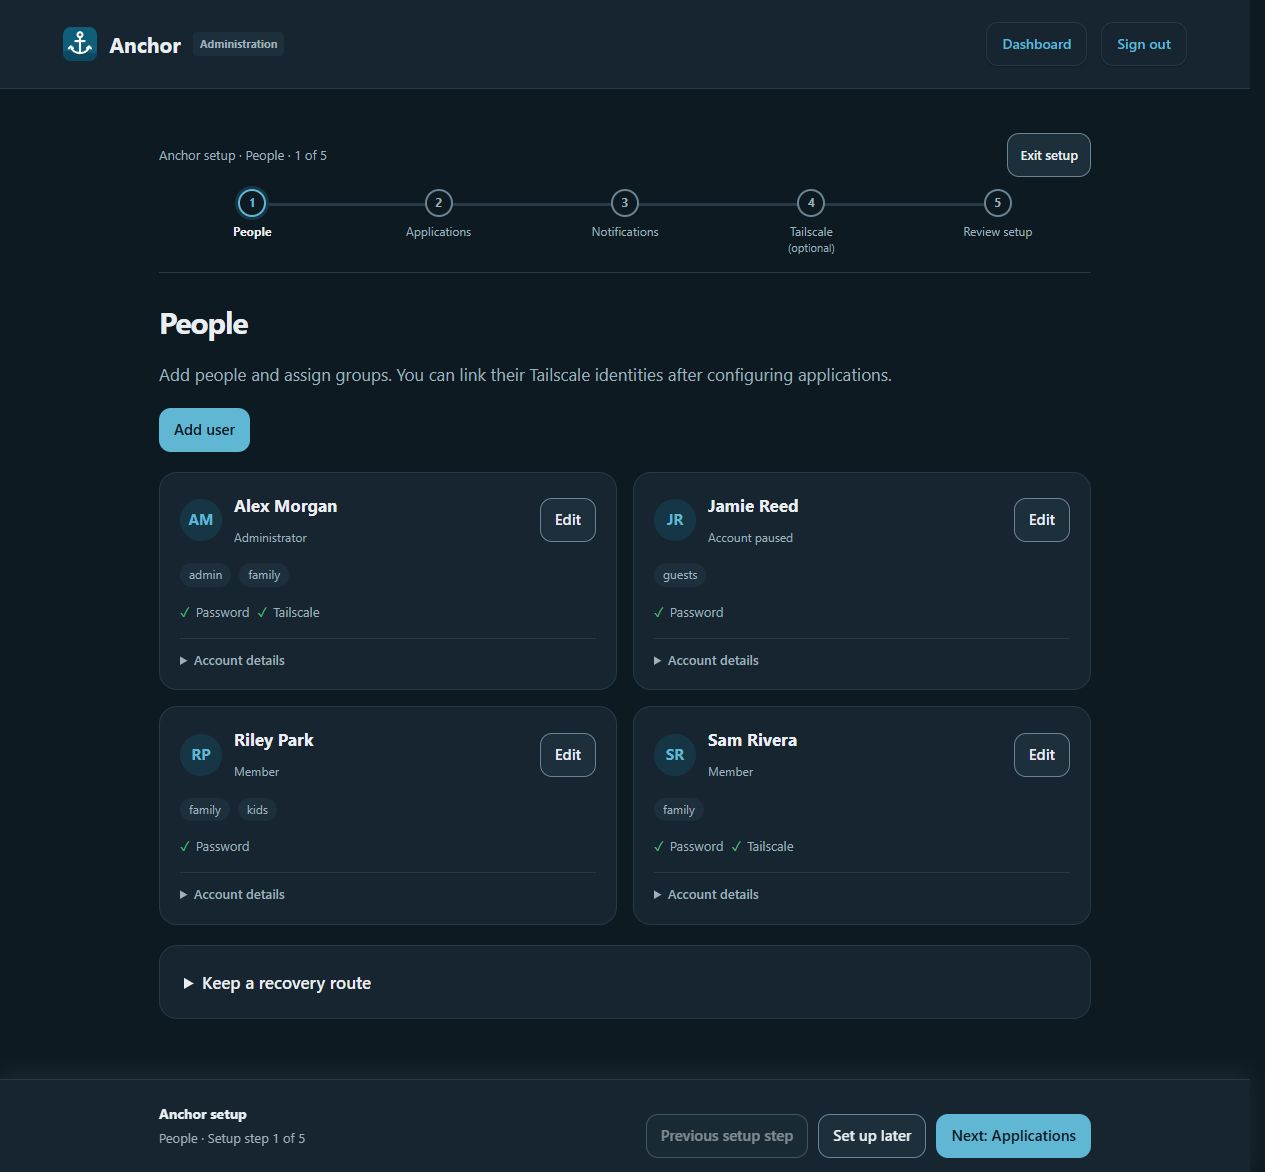 Anchor Administration
Dashboard Sign out
Anchor setup · People · 1 of 5
Exit setup
1 2 3 4 5
People Applications Notifications Tailscale Review setup
(optional)
People
Add people and assign groups. You can link their Tailscale identities after configuring applications.
Add user
AM Alex Morgan
Administrator
Edit
admin family
✓ Password ✓ Tailscale
▶ Account details
JR Jamie Reed
Account paused
Edit
guests
✓ Password
▶ Account details
RP Riley Park
Member
Edit
family kids
✓ Password
▶ Account details
SR Sam Rivera
Member
Edit
family
✓ Password ✓ Tailscale
▶ Account details
▶ Keep a recovery route
Anchor setup
People · Setup step 1 of 5
Previous setup step Set up later Next: Applications